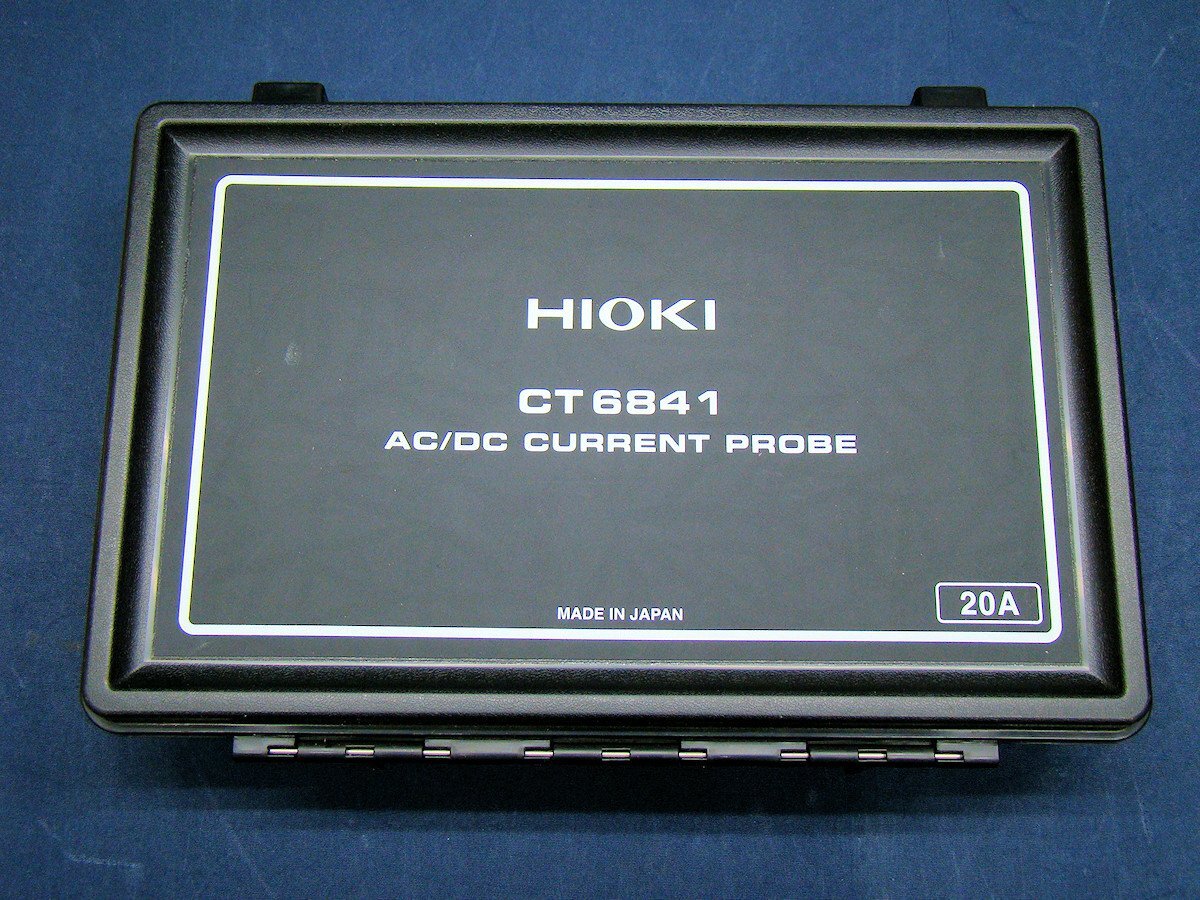 HIOKI
CT6841
AC/DC CURRENT PROBE
20A
MADE IN JAPAN